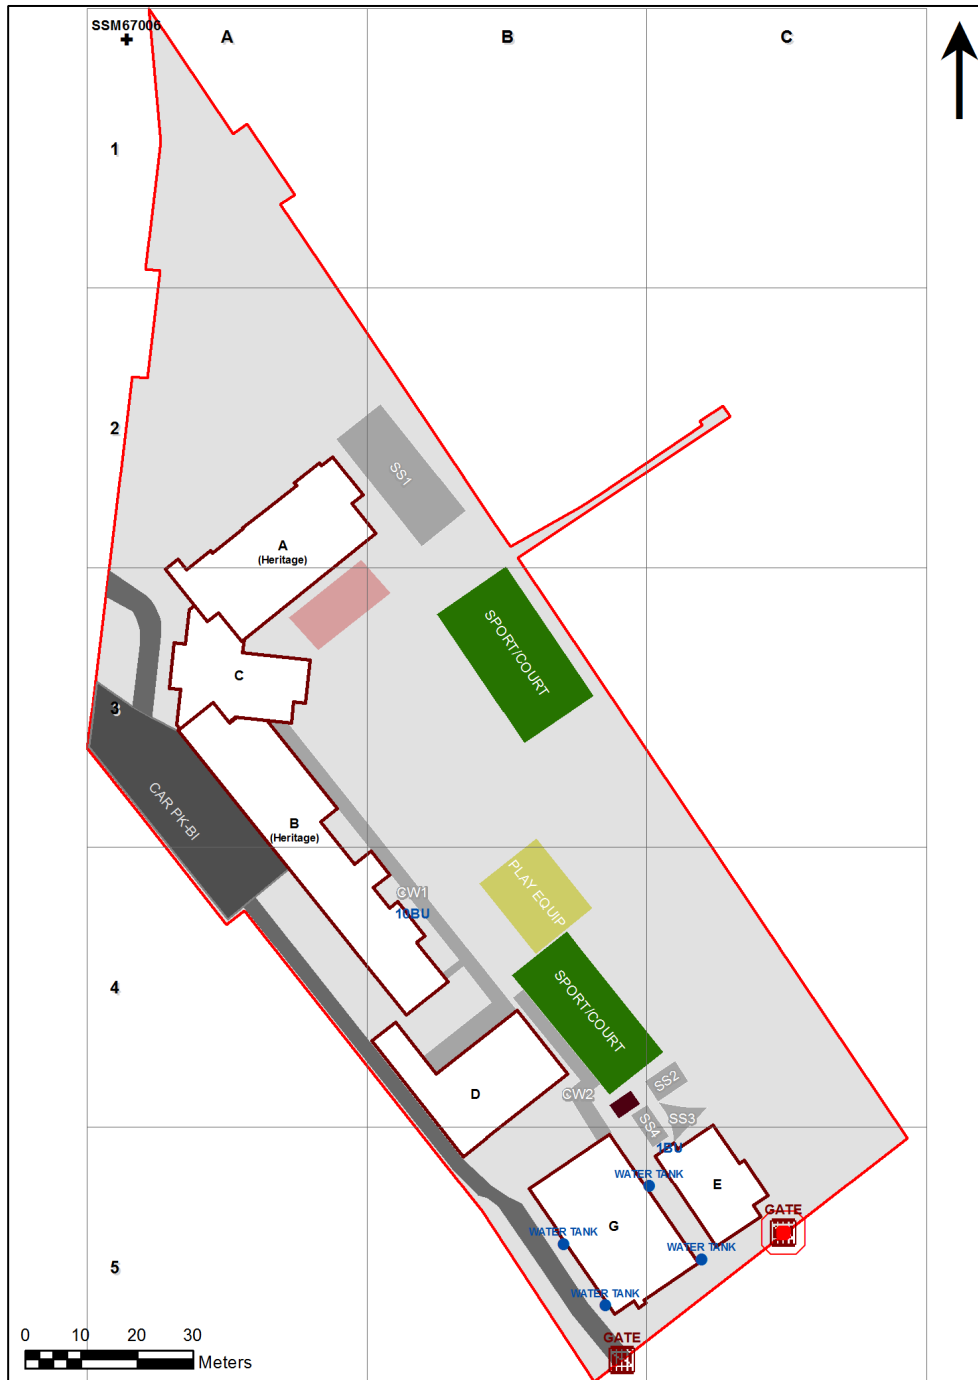 SSM67006
A
B
C
1
2
SS1
A
(Heritage)
SPORT/COURT
C
3
CAR PK-BI
B
(Heritage)
PLAY EQUIP
CW1
10BU
4
SPORT/COURT
D
CW2
SS2
SS3
SS4
1BU
WATER TANK
E
GATE
G
WATER TANK
WATER TANK
5
WATER TANK
GATE
0 10 20 30
Meters